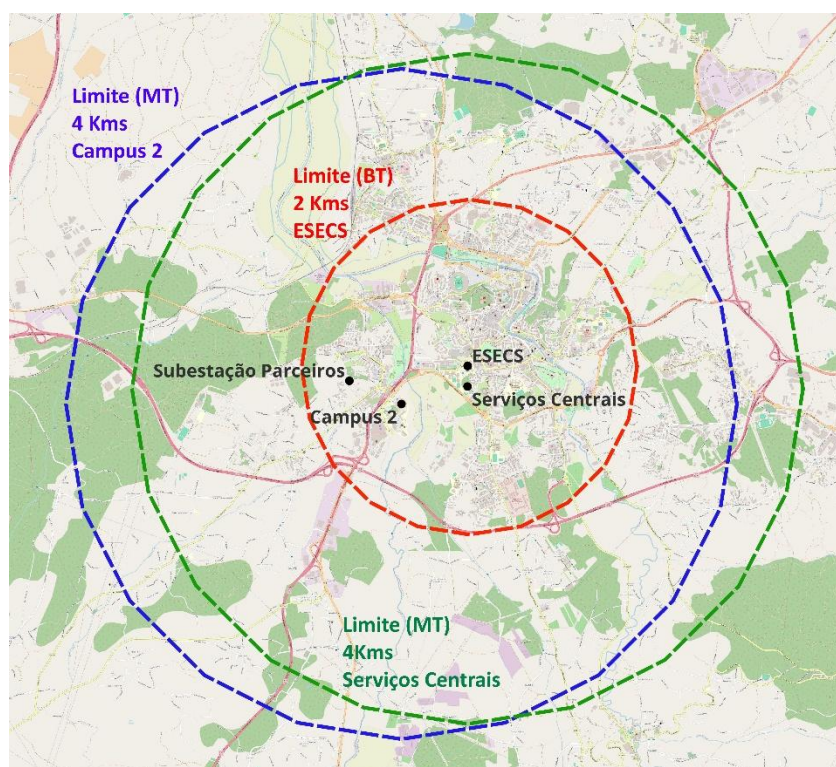 Limite (MT)
4 Kms
Campus 2
Limite (BT)
2 Kms
ESECS
ESECS
Subestação Parceiros
Serviços Centrais
Campus 2
Limite (MT)
4Kms
Serviços Centrais